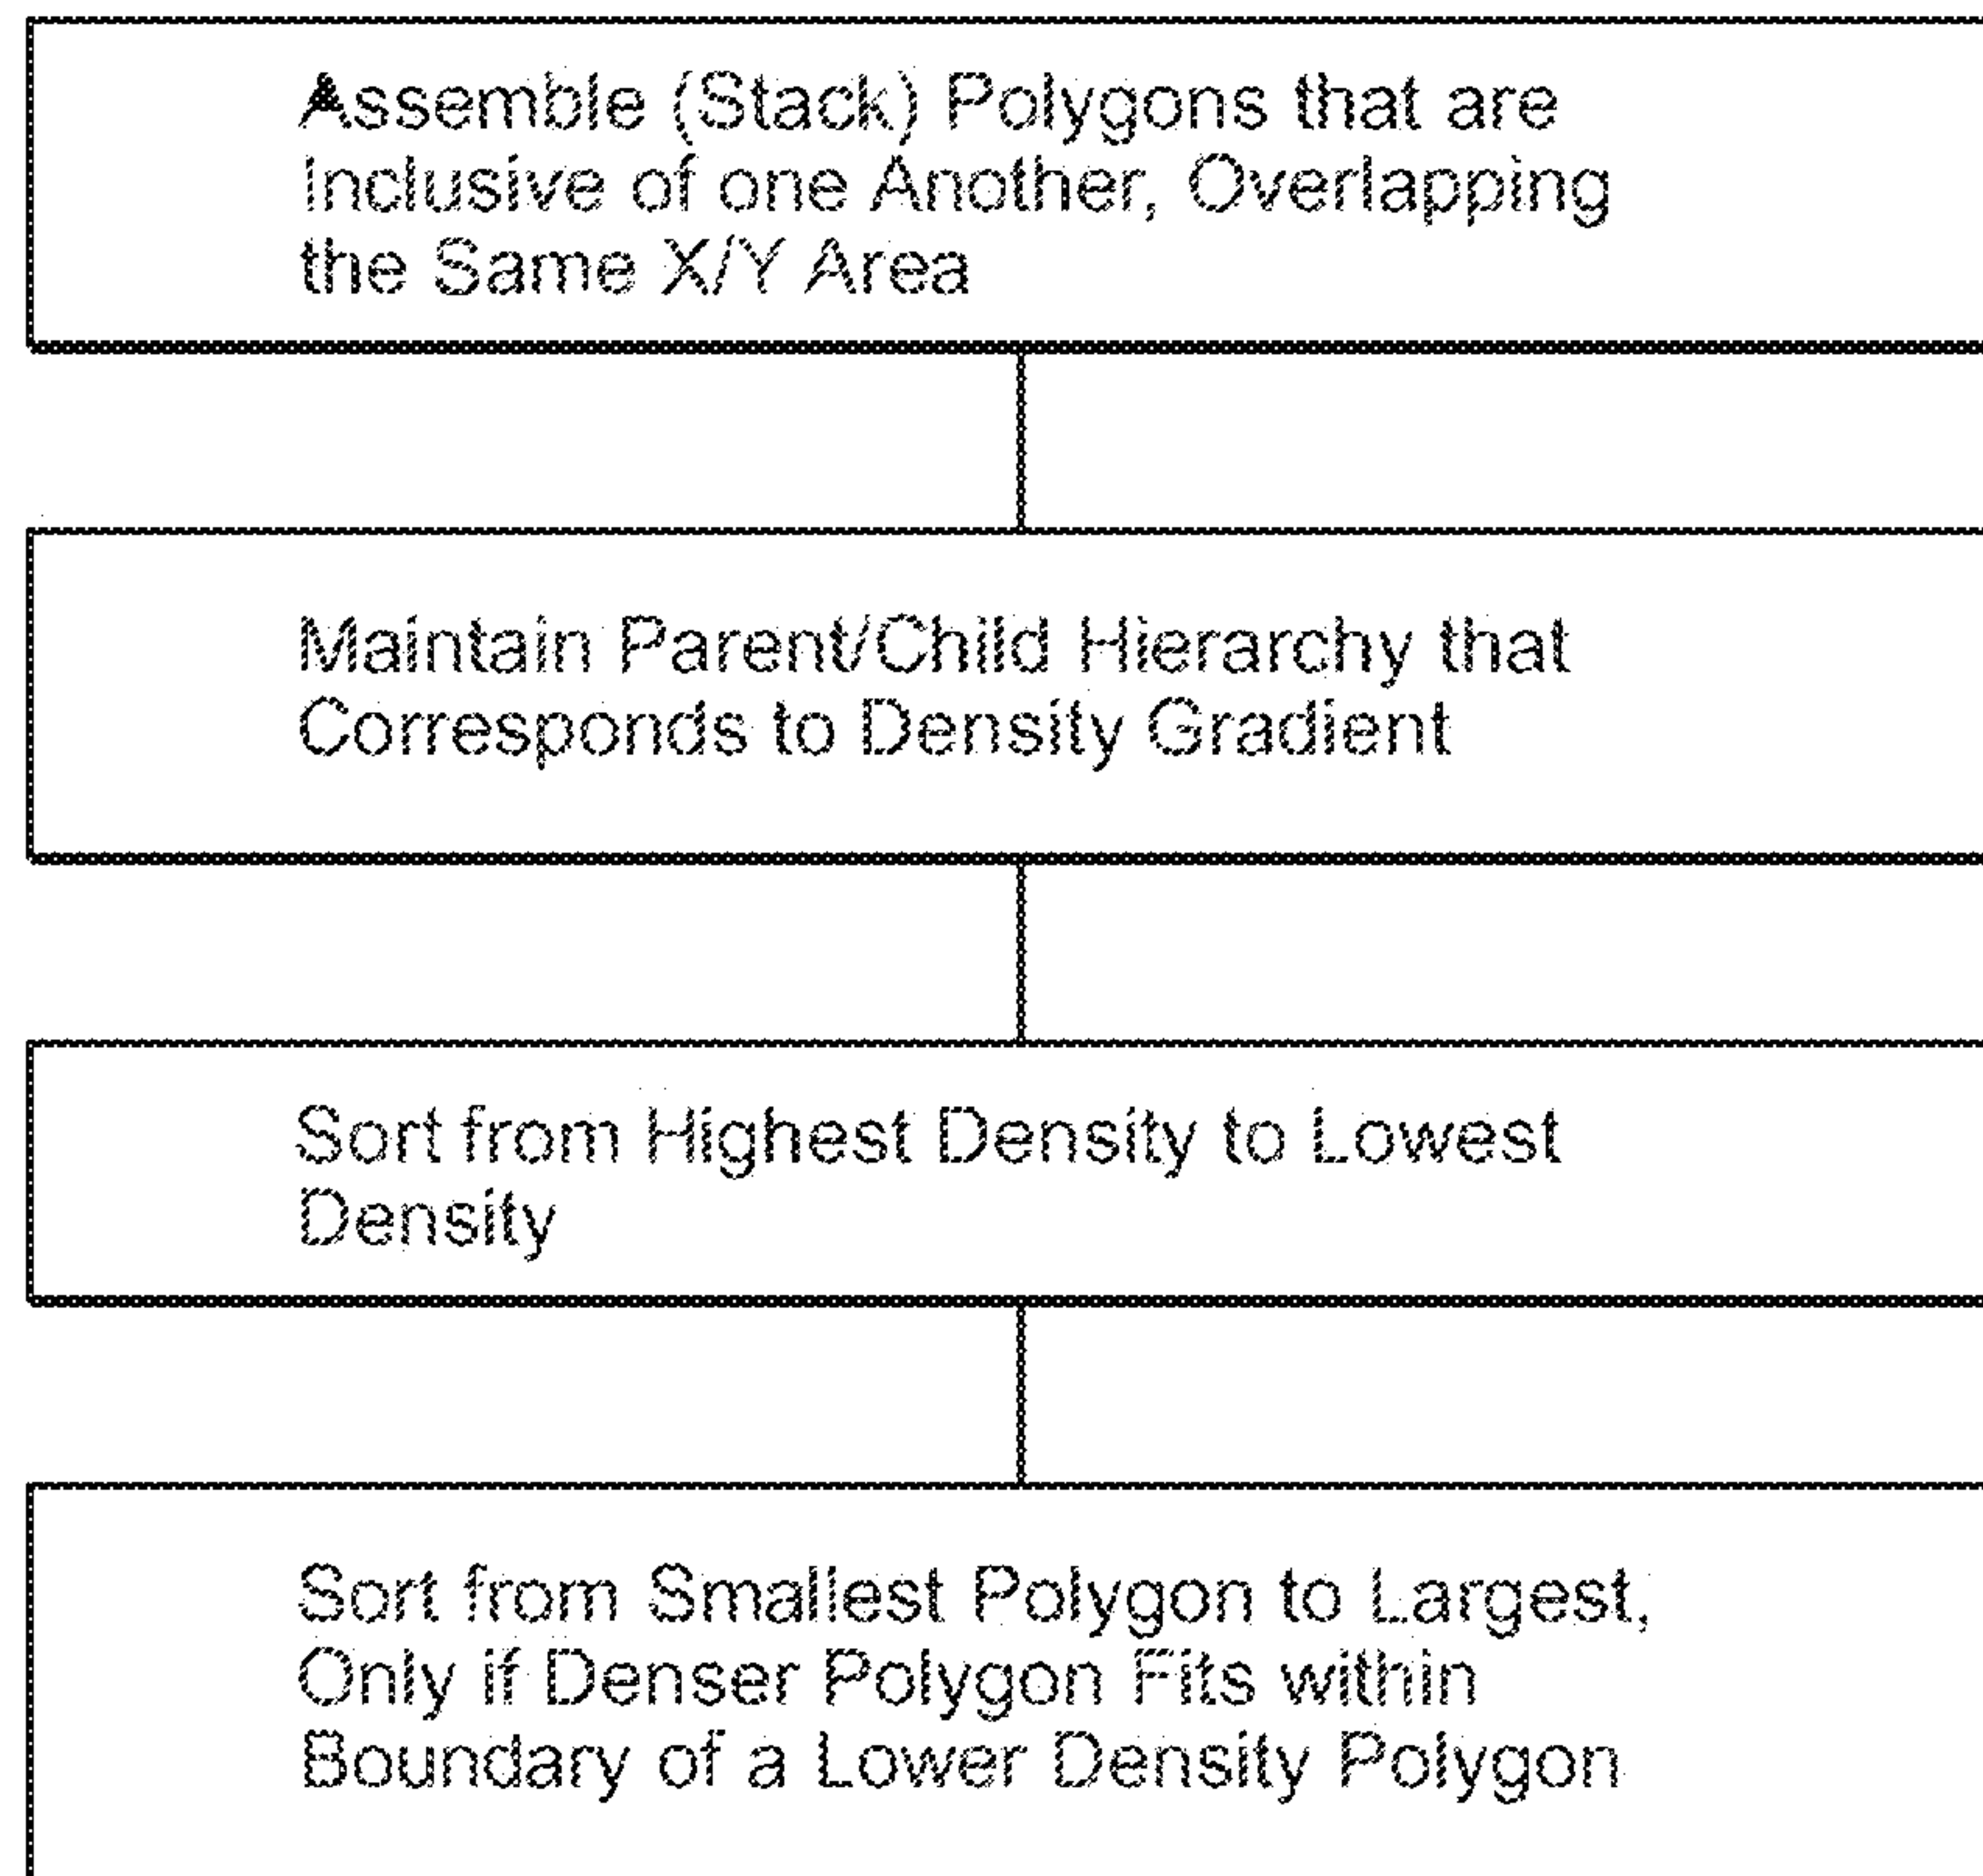 Assemble (Stack) Polygons that are
Inclusive of one Another, Overlapping
the Same X/Y Area
Maintain Parent/Child Hierarchy that
Corresponds to Density Gradient
Sort from Highest Density to Lowest
Density
Sort from Smallest Polygon to Largest,
Only if Denser Polygon Fits within
Boundary of a Lower Density Polygon